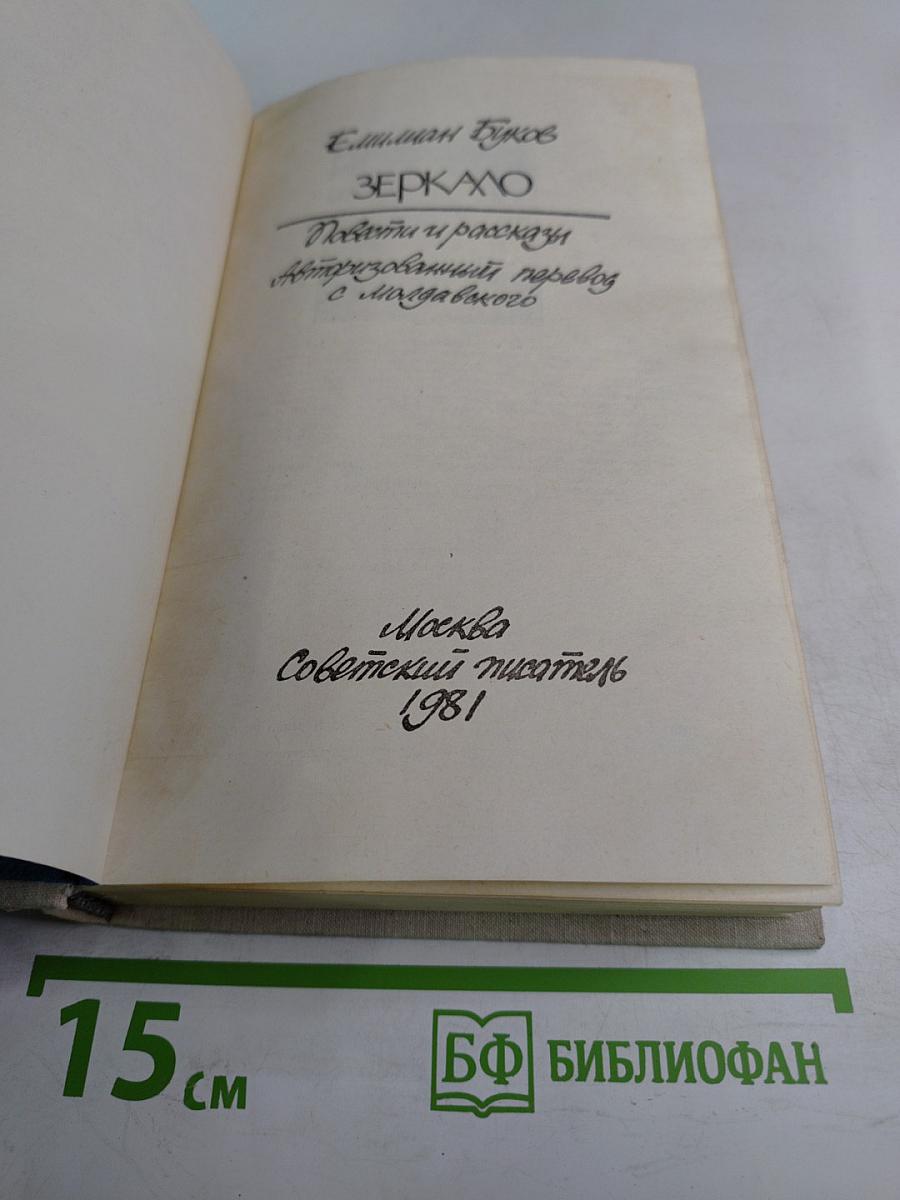 Емилиан Буков
ЗЕРКАЛО
Повести и рассказы
Авторизованный перевод
с молдавского
Москва
Советский писатель
1981
15 см
БФ БИБЛИОФАН